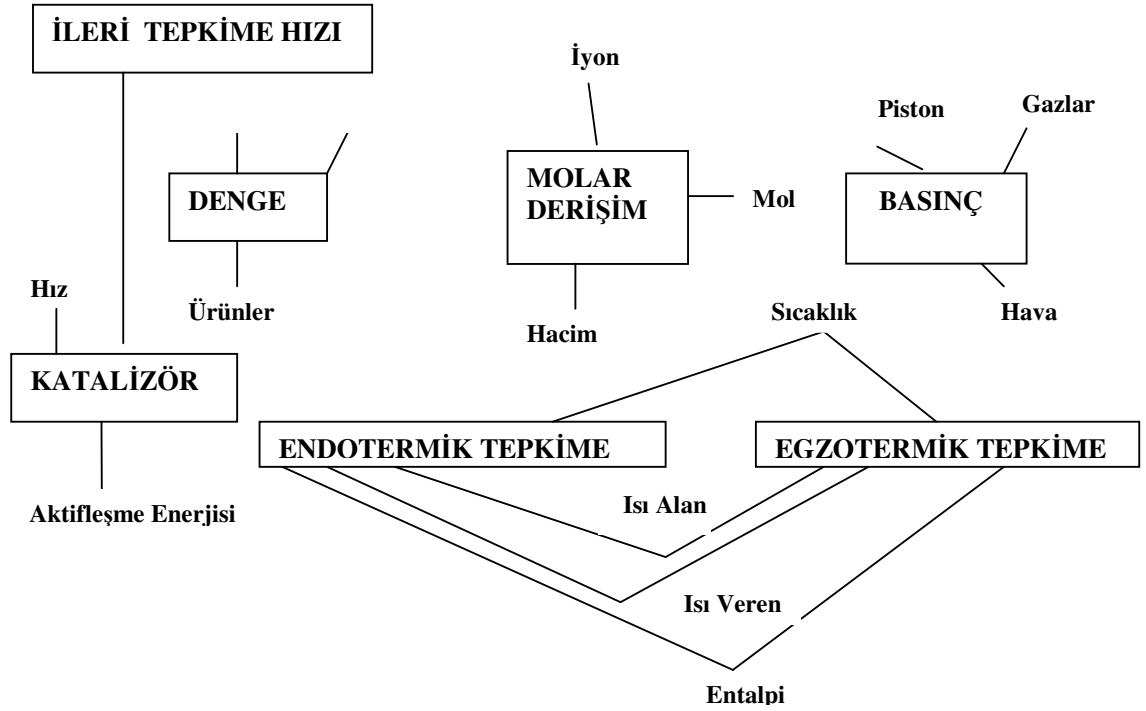 İLERİ TEPKİME HIZI
İyon
Piston
Gazlar
DENGE
MOLAR
DERİŞİM
Mol
BASINÇ
Hız
Ürünler
Hacim
Sıcaklık
Hava
KATALİZÖR
ENDOTERMİK TEPKİME
EGZOTERMİK TEPKİME
Aktifleşme Enerjisi
Isı Alan
Isı Veren
Entalpi